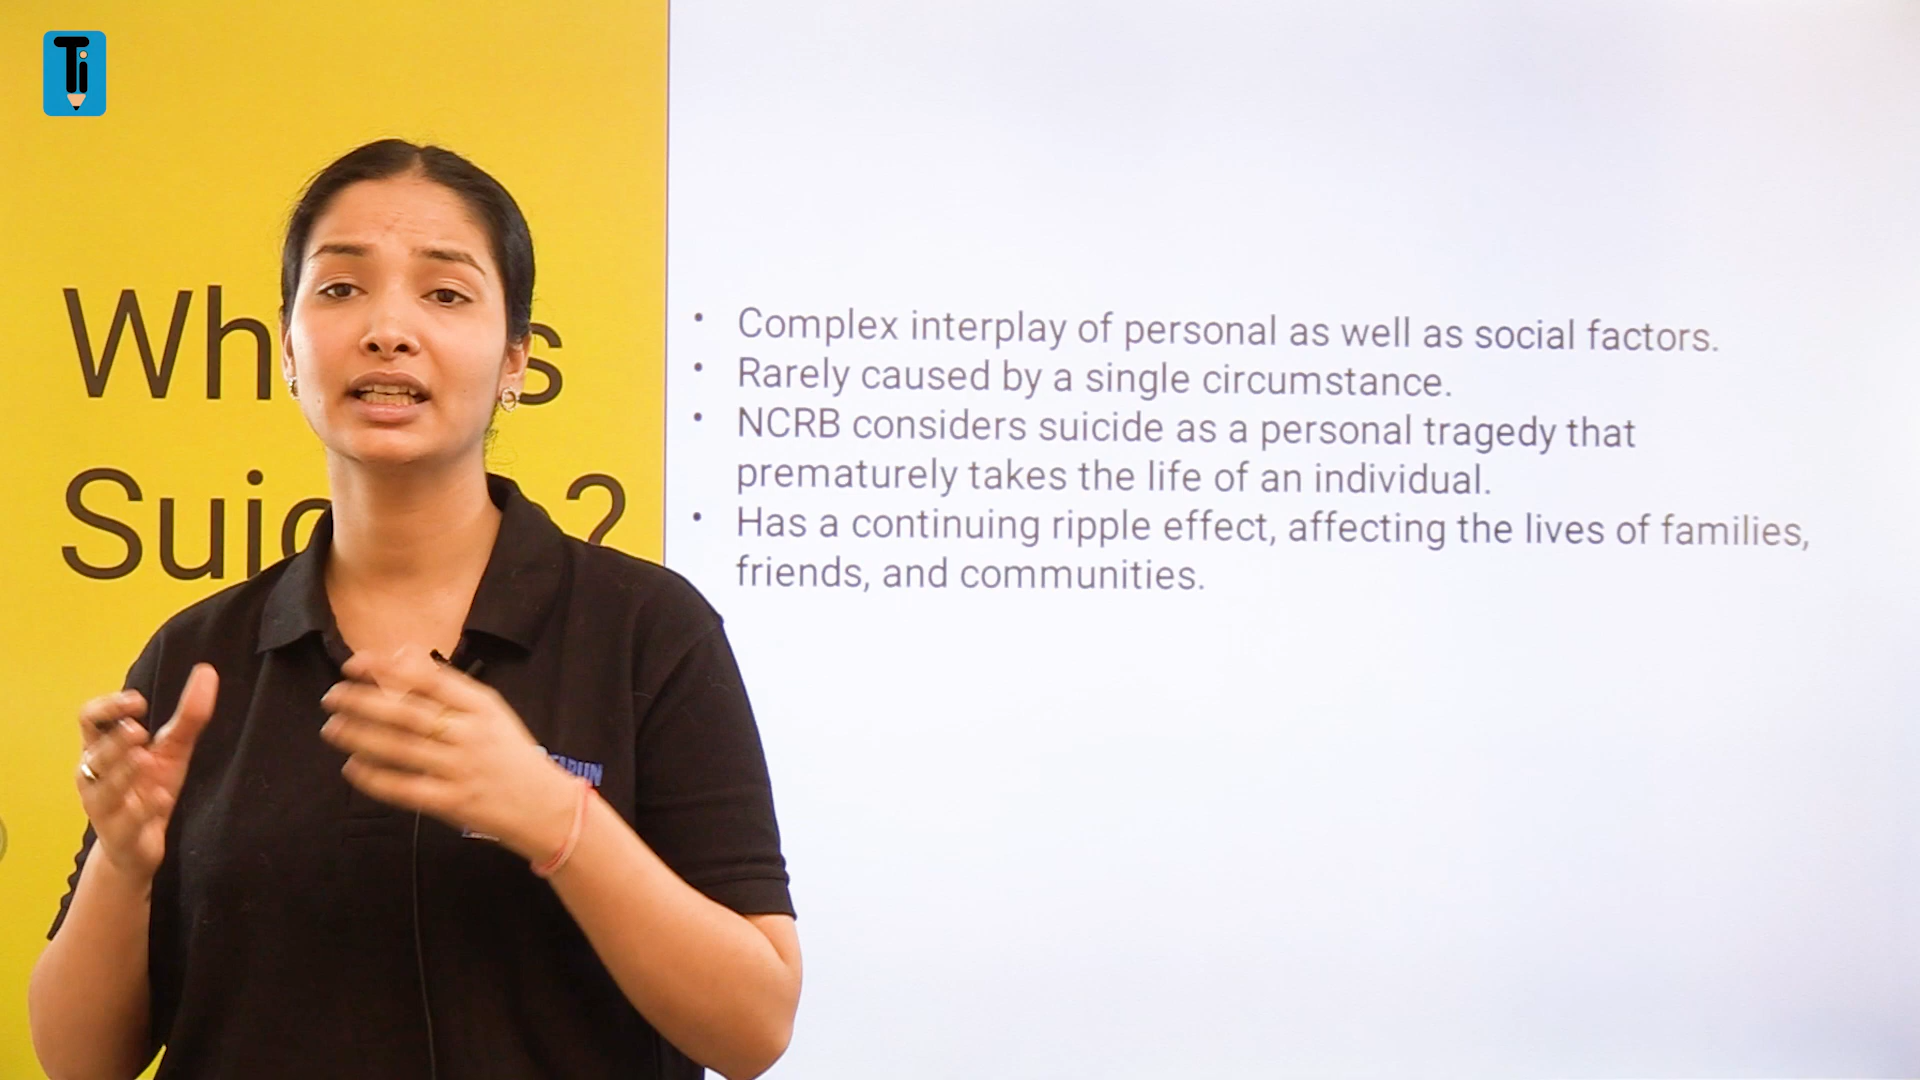 Ti
Wh s
Suic ?
• Complex interplay of personal as well as social factors.
• Rarely caused by a single circumstance.
• NCRB considers suicide as a personal tragedy that
prematurely takes the life of an individual.
• Has a continuing ripple effect, affecting the lives of families,
friends, and communities.